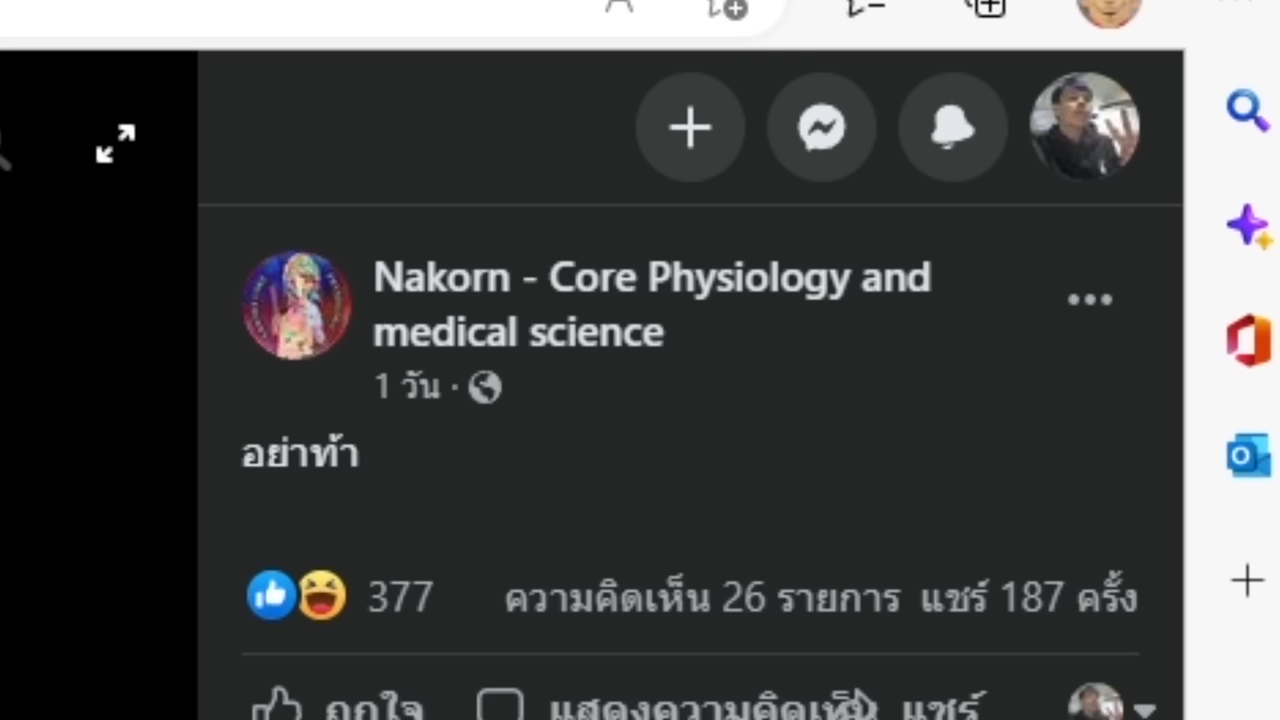 Nakorn - Core Physiology and
medical science
1 วัน ·
อย่าท้า
377 ความคิดเห็น 26 รายการ แชร์ 187 ครั้ง
ถูกใจ แสดงความคิดเห็น แชร์